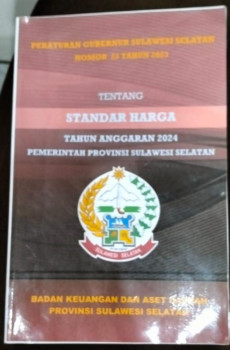 PERATURAN GUBERNUR SULAWESI SELATAN
TENTANG
STANDAR HARGA
TAHUN ANGGARAN 2024
PEMERINTAH PROVINSI SULAWESI SELATAN
SULAWESI SELATAN
BADAN KEUANGAN DAN ASET DAERAH
PROVINSI SULAWESI SELATAN